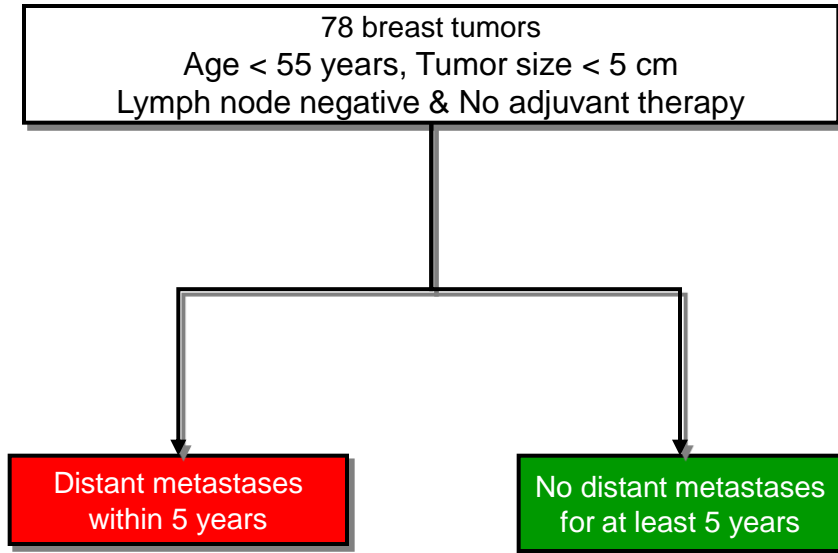 78 breast tumors
Age < 55 years, Tumor size < 5 cm
Lymph node negative & No adjuvant therapy
Distant metastases
within 5 years
No distant metastases
for at least 5 years